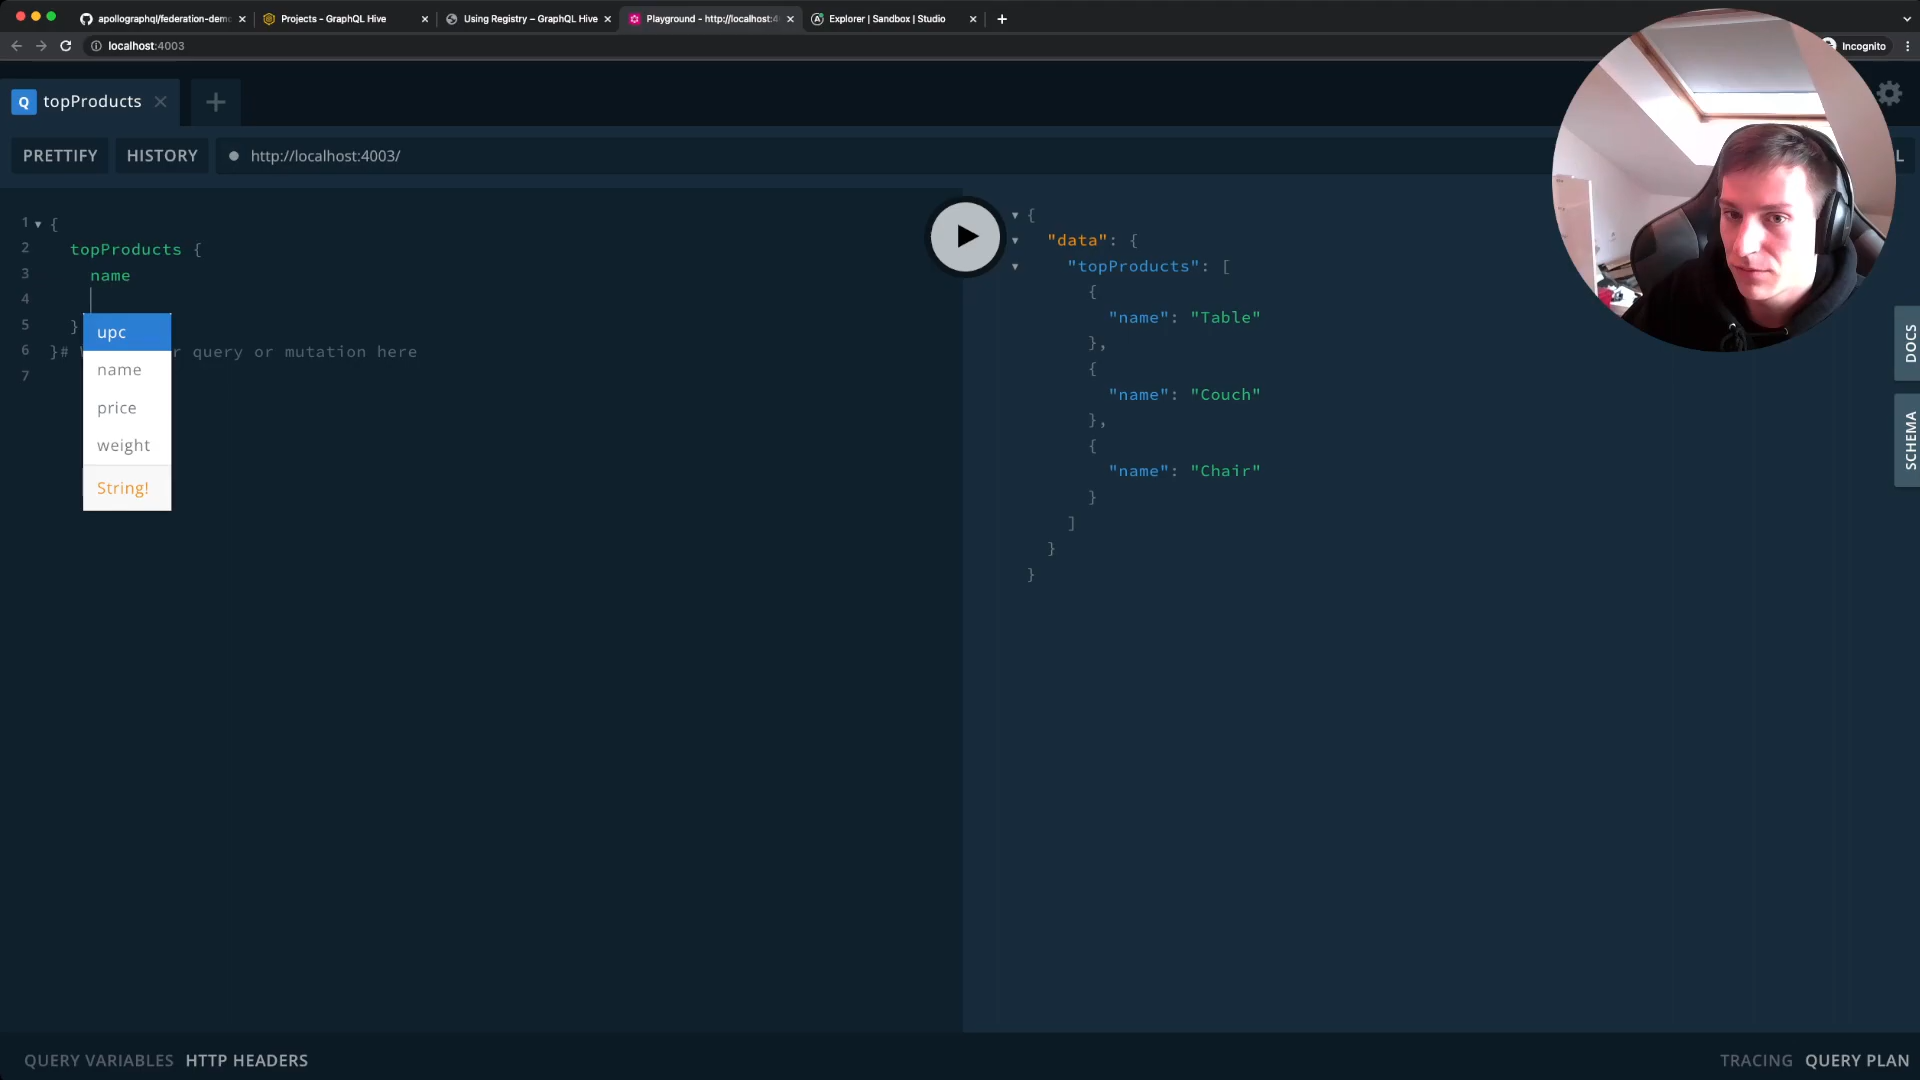 apollographql/federation-demo
Projects - GraphQL Hive
Using Registry – GraphQL Hive
Playground - http://localhost:4
Explorer | Sandbox | Studio
localhost:4003
Incognito
Q topProducts
PRETTIFY
HISTORY
http://localhost:4003/
L
1 {
2 topProducts {
3 name
4
5 }
6 }# W r query or mutation here
7
upc
name
price
weight
String!
{
"data": {
"topProducts": [
{
"name": "Table"
},
{
"name": "Couch"
},
{
"name": "Chair"
}
]
}
}
DOCS
SCHEMA
QUERY VARIABLES
HTTP HEADERS
TRACING
QUERY PLAN